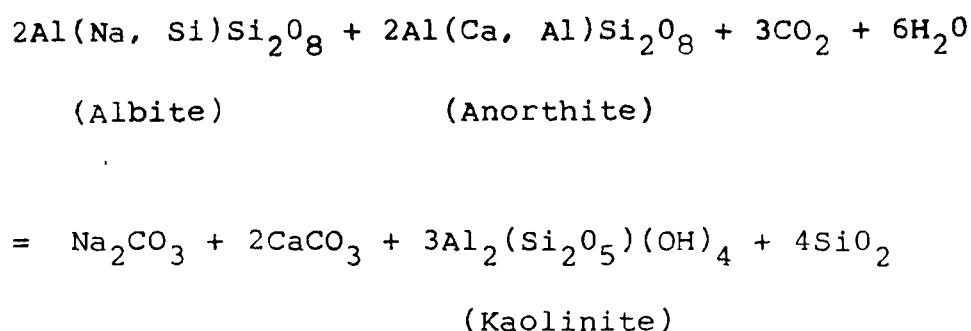 2Al(Na, Si)Si₂O₈ + 2Al(Ca, Al)Si₂O₈ + 3CO₂ + 6H₂O
(Albite) (Anorthite)
= Na₂CO₃ + 2CaCO₃ + 3Al₂(Si₂O₅)(OH)₄ + 4SiO₂
(Kaolinite)